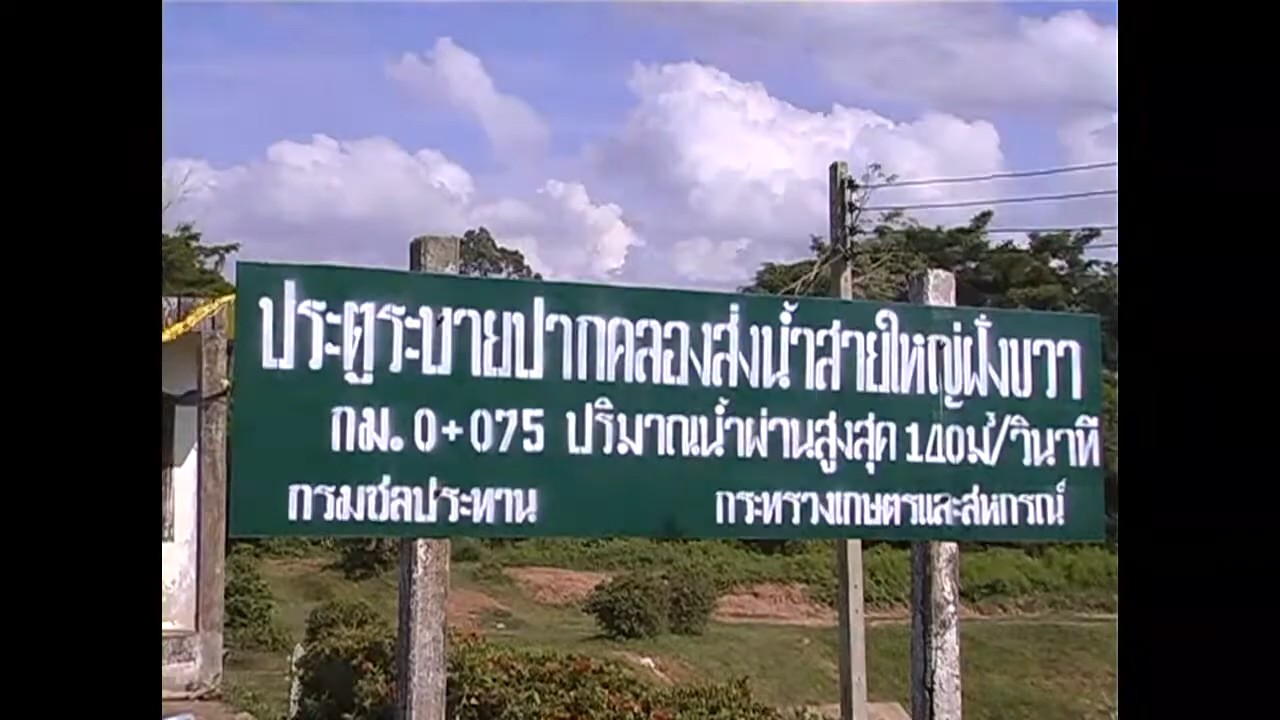 ประตูระบายปากคลองส่งน้ำสายใหญ่ฝั่งขวา
กม. 0+075 ปริมาณน้ำผ่านสูงสุด 140ม³/วินาที
กรมชลประทาน กระทรวงเกษตรและสหกรณ์